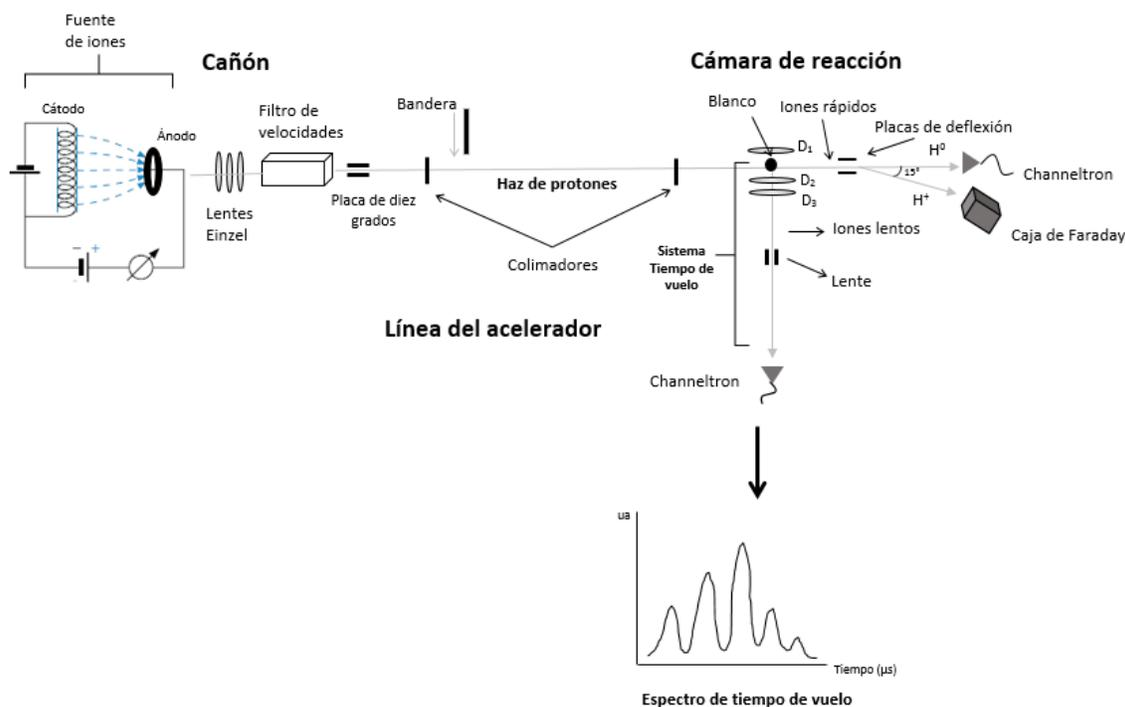 Fuente
de iones
Cañón
Cátodo
Ánodo
− +
Lentes
Einzel
Filtro de
velocidades
Placa de diez
grados
Bandera
Haz de protones
Colimadores
Línea del acelerador
Cámara de reacción
Blanco
Iones rápidos
Placas de deflexión
D₁
D₂
D₃
H⁰
15°
H⁺
Channeltron
Caja de Faraday
Iones lentos
Sistema
Tiempo de
vuelo
Lente
Channeltron
ua
Tiempo (µs)
Espectro de tiempo de vuelo